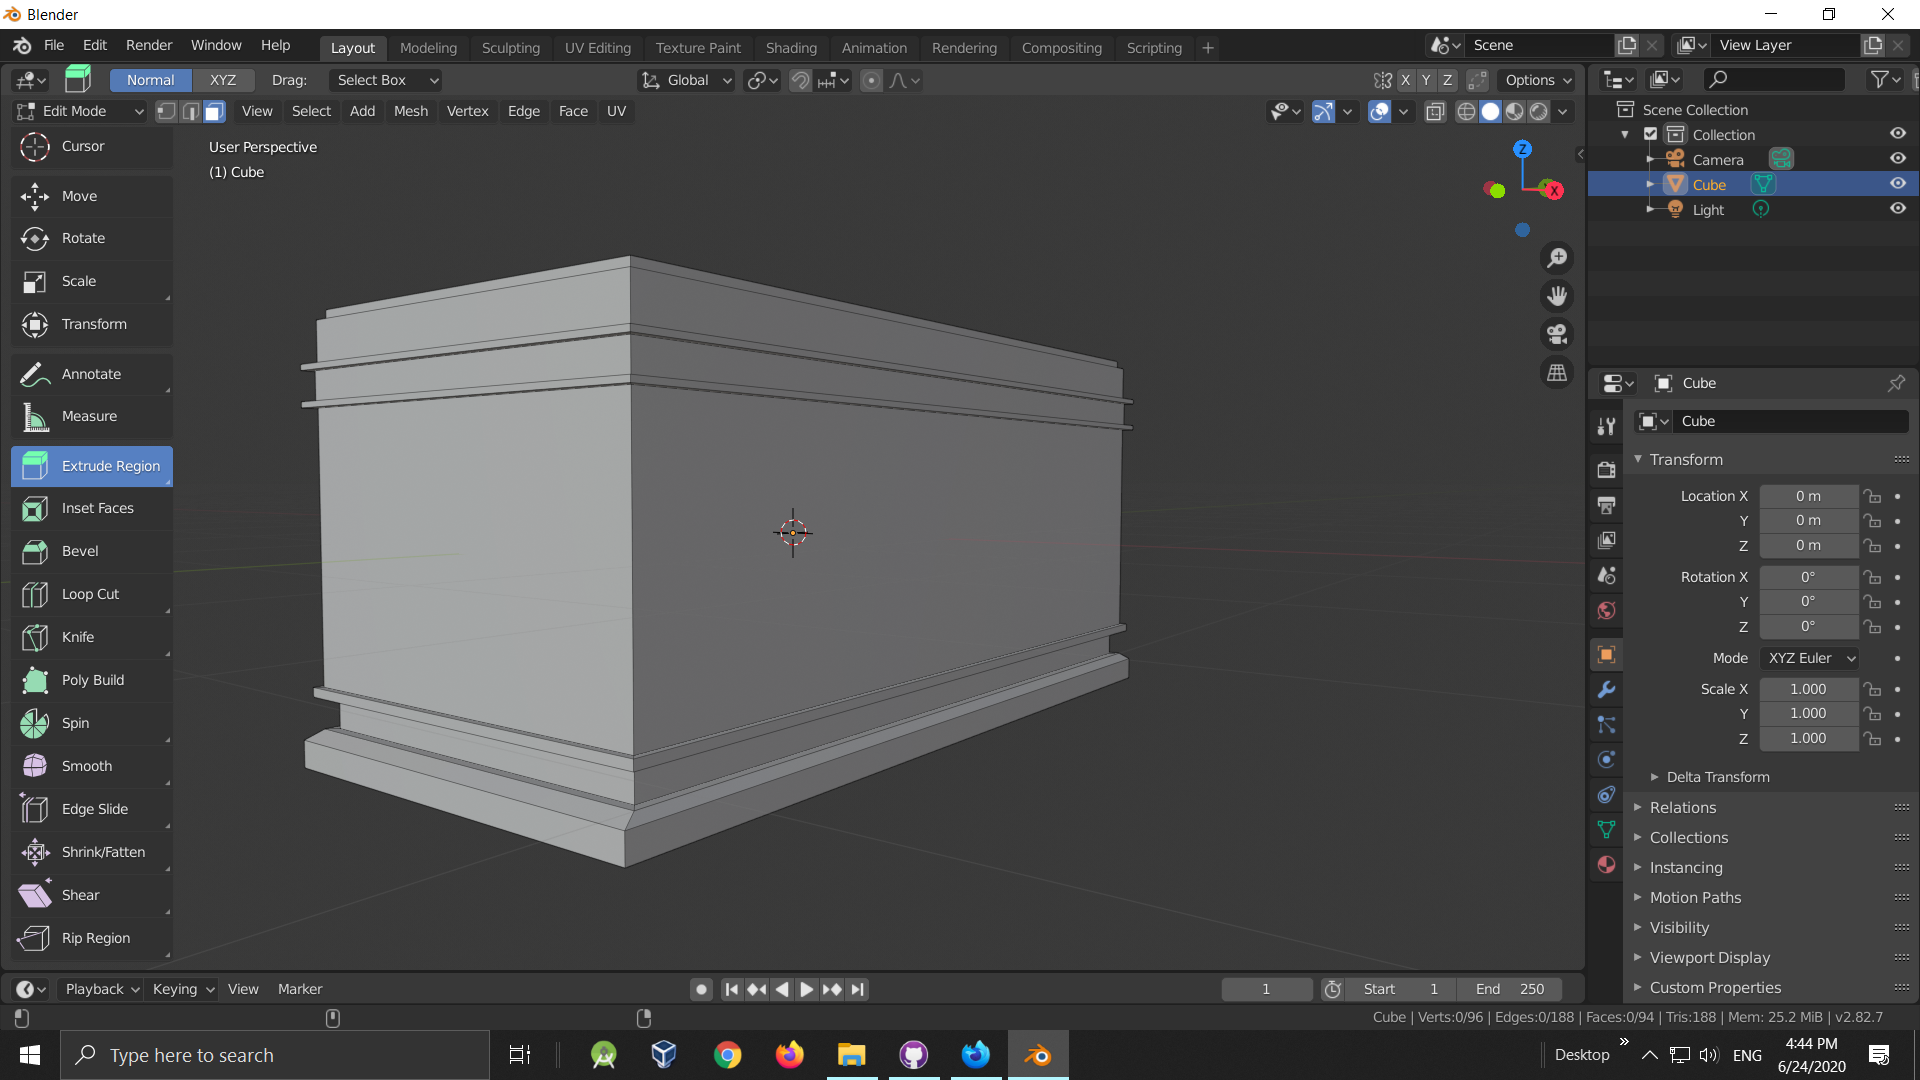 Blender
File Edit Render Window Help Layout Modeling Sculpting UV Editing Texture Paint Shading Animation Rendering Compositing Scripting + Scene View Layer
Normal XYZ Drag: Select Box Global X Y Z Options
Edit Mode View Select Add Mesh Vertex Edge Face UV
User Perspective
(1) Cube
Z
X
Cursor
Move
Rotate
Scale
Transform
Annotate
Measure
Extrude Region
Inset Faces
Bevel
Loop Cut
Knife
Poly Build
Spin
Smooth
Edge Slide
Shrink/Fatten
Shear
Rip Region
Scene Collection
Collection
Camera
Cube
Light
Cube
Cube
Transform
Location X 0 m
Y 0 m
Z 0 m
Rotation X 0°
Y 0°
Z 0°
Mode XYZ Euler
Scale X 1.000
Y 1.000
Z 1.000
Delta Transform
Relations
Collections
Instancing
Motion Paths
Visibility
Viewport Display
Custom Properties
Playback Keying View Marker 1 Start 1 End 250
Cube | Verts:0/96 | Edges:0/188 | Faces:0/94 | Tris:188 | Mem: 25.2 MiB | v2.82.7
Type here to search
Desktop » ENG 4:44 PM
6/24/2020